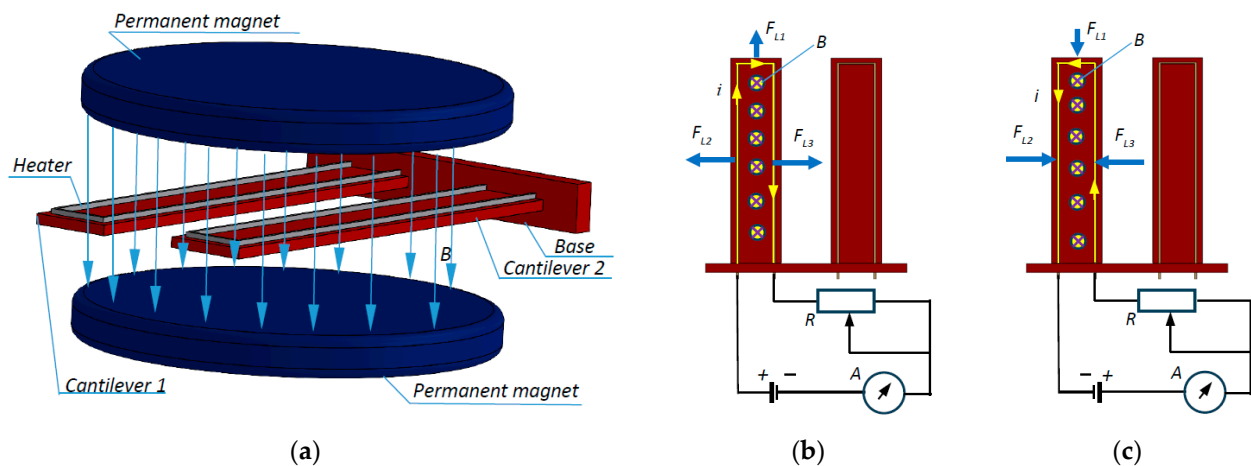 Permanent magnet
Heater
B
Base
Cantilever 2
Cantilever 1
Permanent magnet
(a)
F_L1
B
i
F_L2
F_L3
R
+
−
A
(b)
F_L1
B
i
F_L2
F_L3
R
−
+
A
(c)